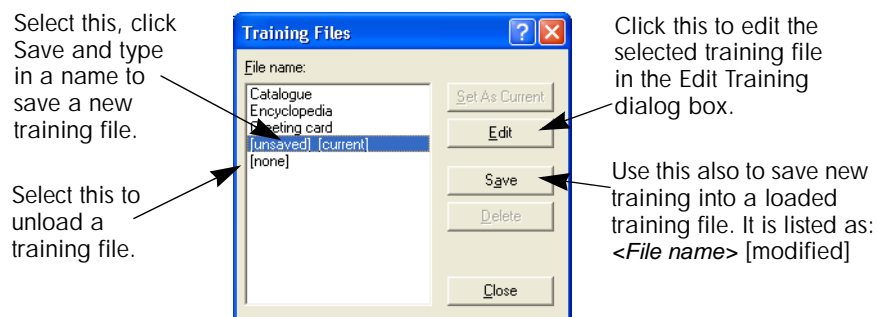 Select this, click
Save and type
in a name to
save a new
training file.
Select this to
unload a
training file.
Training Files
File name:
Catalogue
Encyclopedia
Greeting card
[unsaved] [current]
[none]
Set As Current
Edit
Save
Delete
Close
Click this to edit the
selected training file
in the Edit Training
dialog box.
Use this also to save new
training into a loaded
training file. It is listed as:
<File name> [modified]